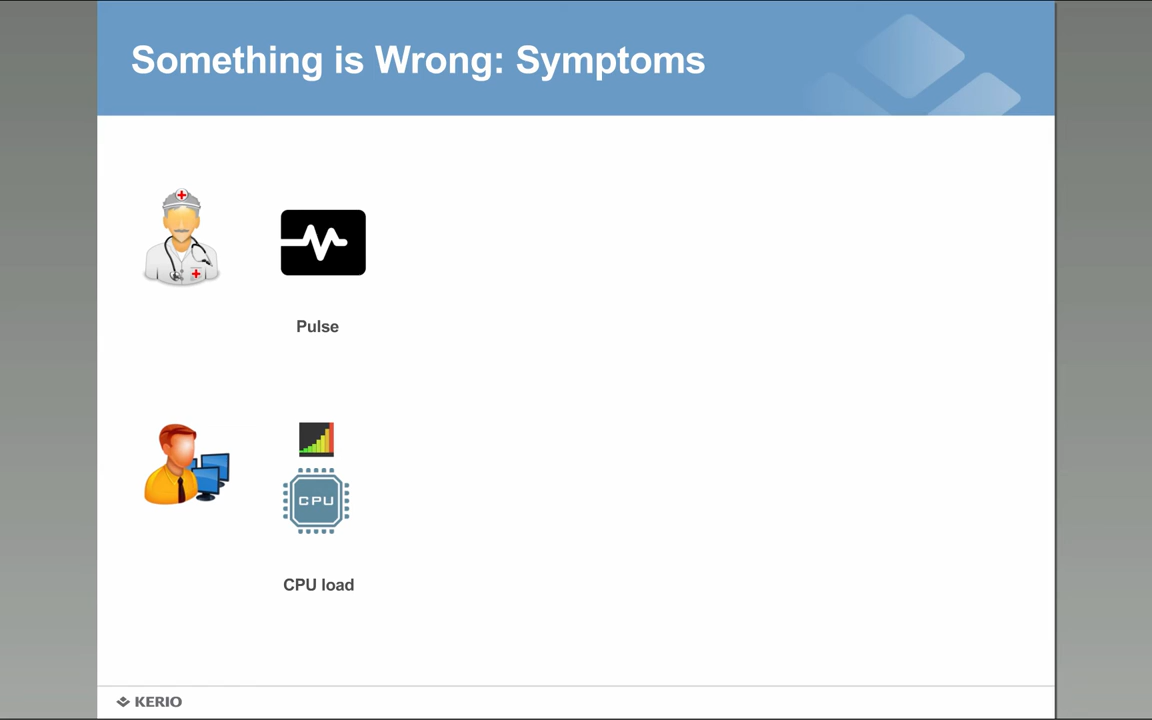 Something is Wrong: Symptoms
Pulse
CPU
CPU load
KERIO